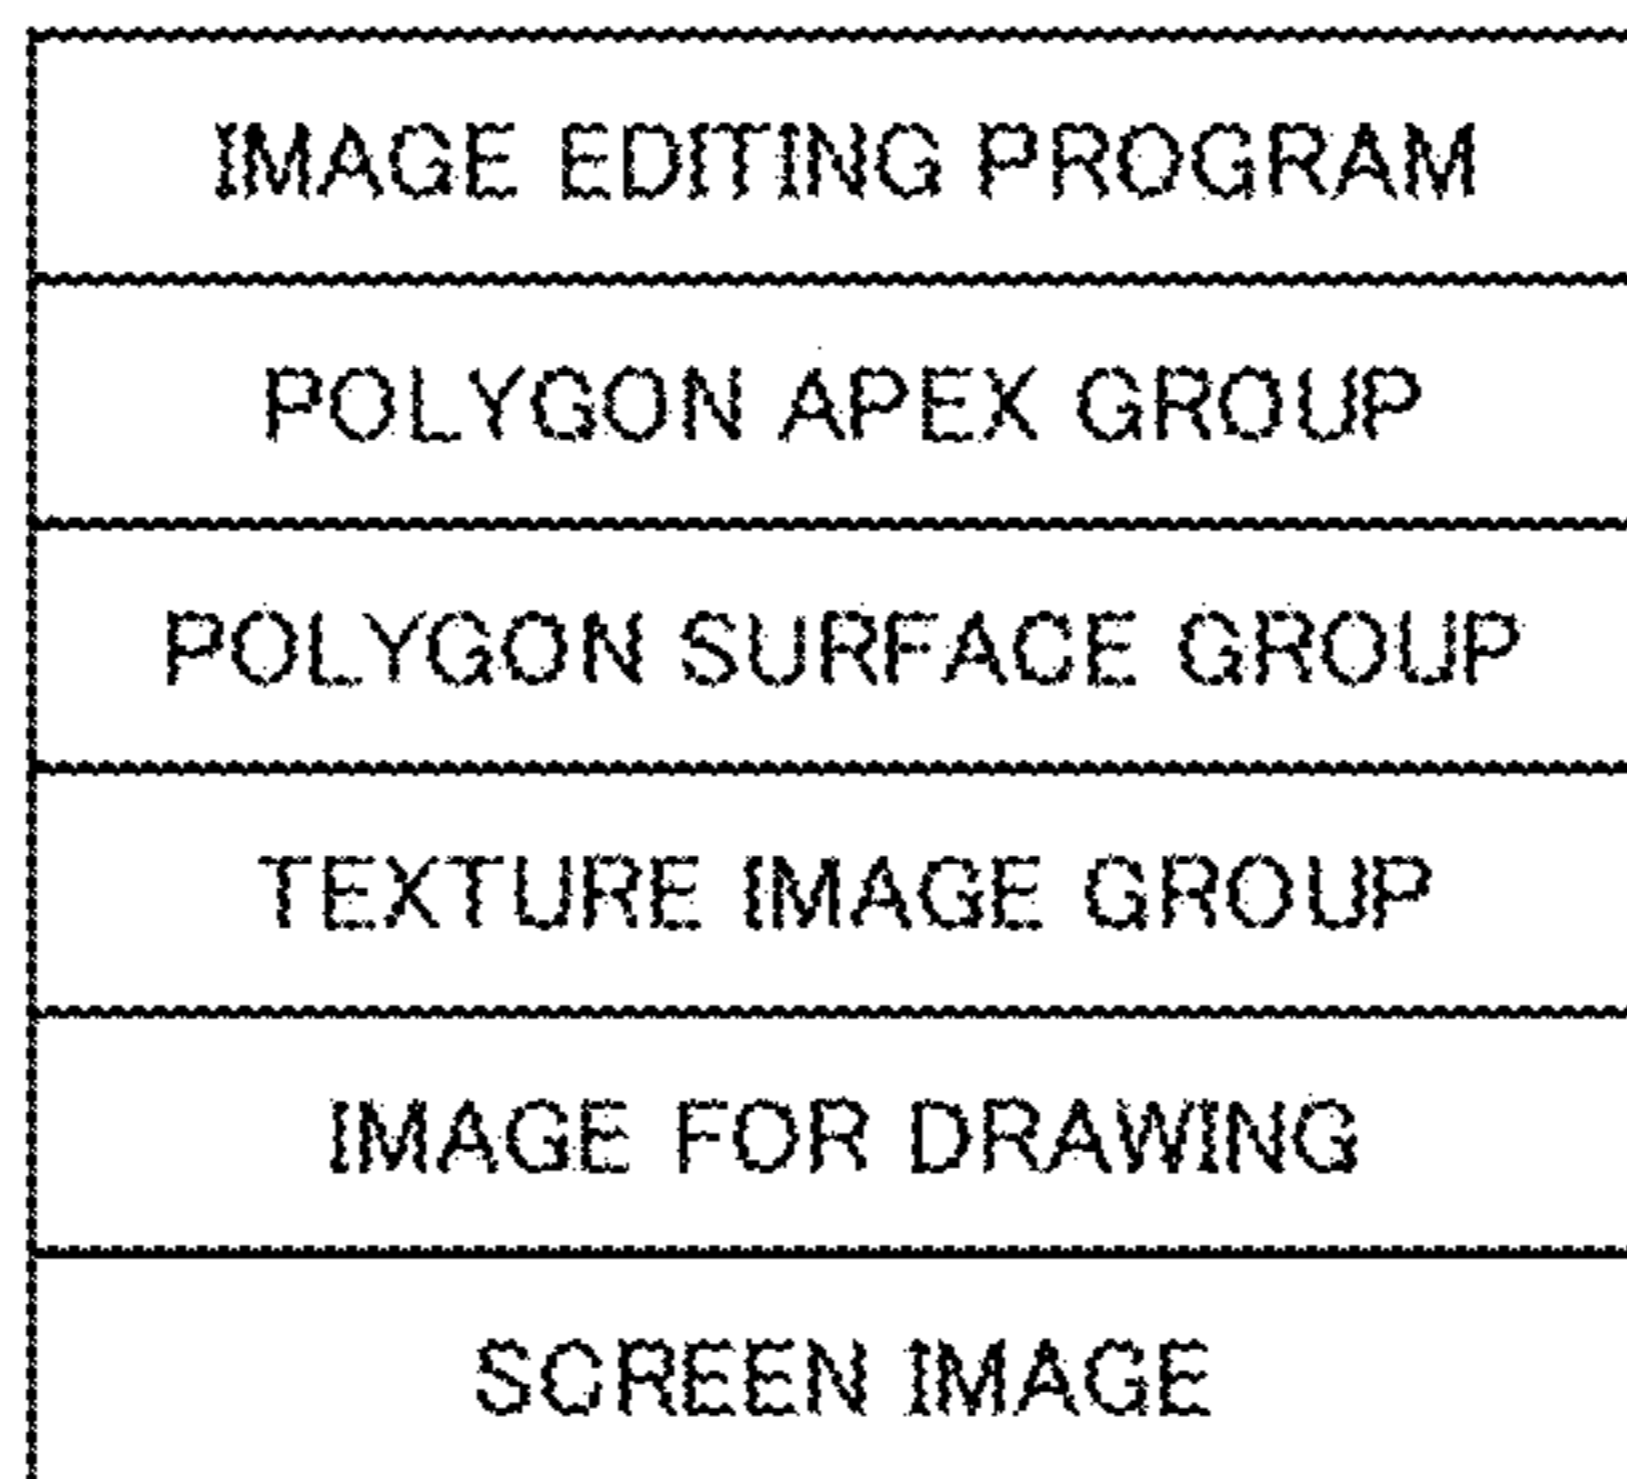 IMAGE EDITING PROGRAM
POLYGON APEX GROUP
POLYGON SURFACE GROUP
TEXTURE IMAGE GROUP
IMAGE FOR DRAWING
SCREEN IMAGE